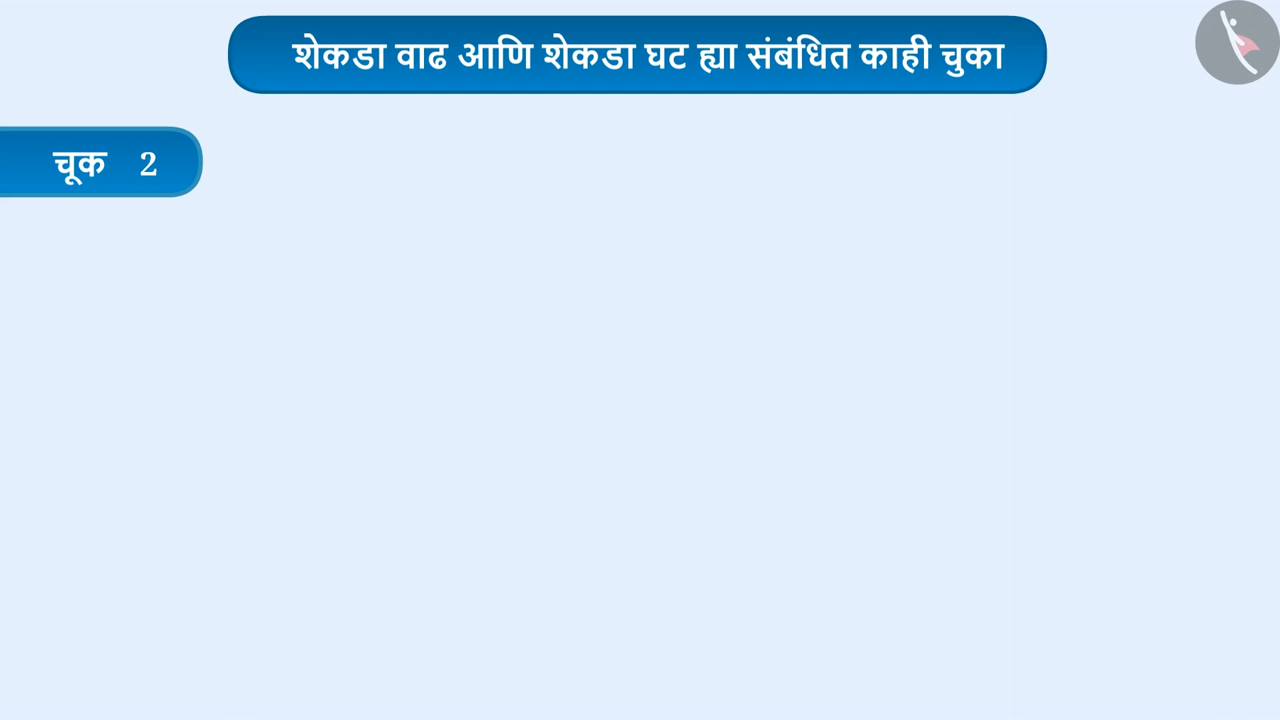 शेकडा वाढ आणि शेकडा घट ह्या संबंधित काही चुका
चूक 2